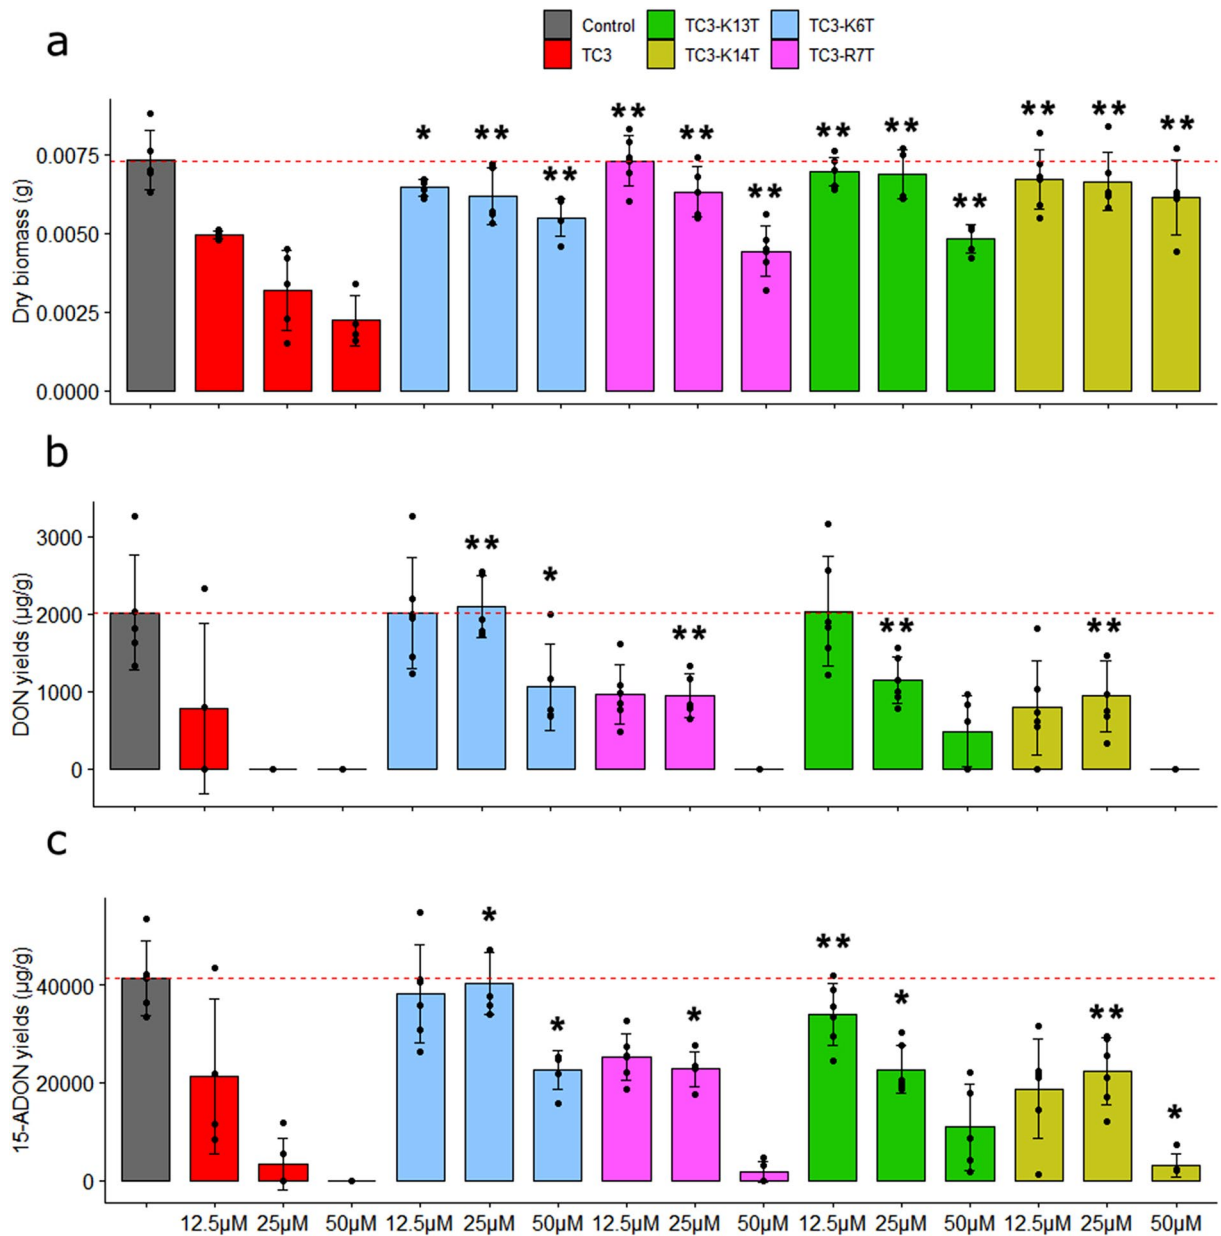 a
Control TC3-K13T TC3-K6T
TC3 TC3-K14T TC3-R7T
Dry biomass (g)
0.0075
0.0050
0.0025
0.0000
* ** ** ** ** ** ** ** ** ** ** **
b
DON yields (µg/g)
3000
2000
1000
0
** * ** ** **
c
15-ADON yields (µg/g)
40000
20000
0
* * * ** * ** *
12.5µM 25µM 50µM 12.5µM 25µM 50µM 12.5µM 25µM 50µM 12.5µM 25µM 50µM 12.5µM 25µM 50µM